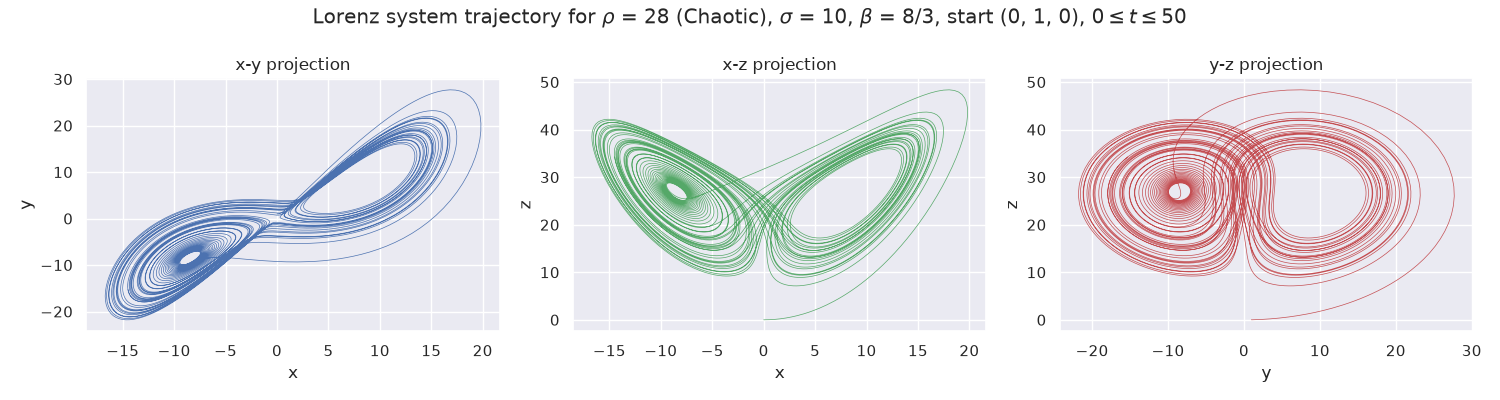 Lorenz system trajectory for ρ = 28 (Chaotic), σ = 10, β = 8/3, start (0, 1, 0), 0 ≤ t ≤ 50
x-y projection
30
20
10
0
−10
−20
y
−15 −10 −5 0 5 10 15 20
x
x-z projection
50
40
30
20
10
0
z
−15 −10 −5 0 5 10 15 20
x
y-z projection
50
40
30
20
10
0
z
−20 −10 0 10 20 30
y